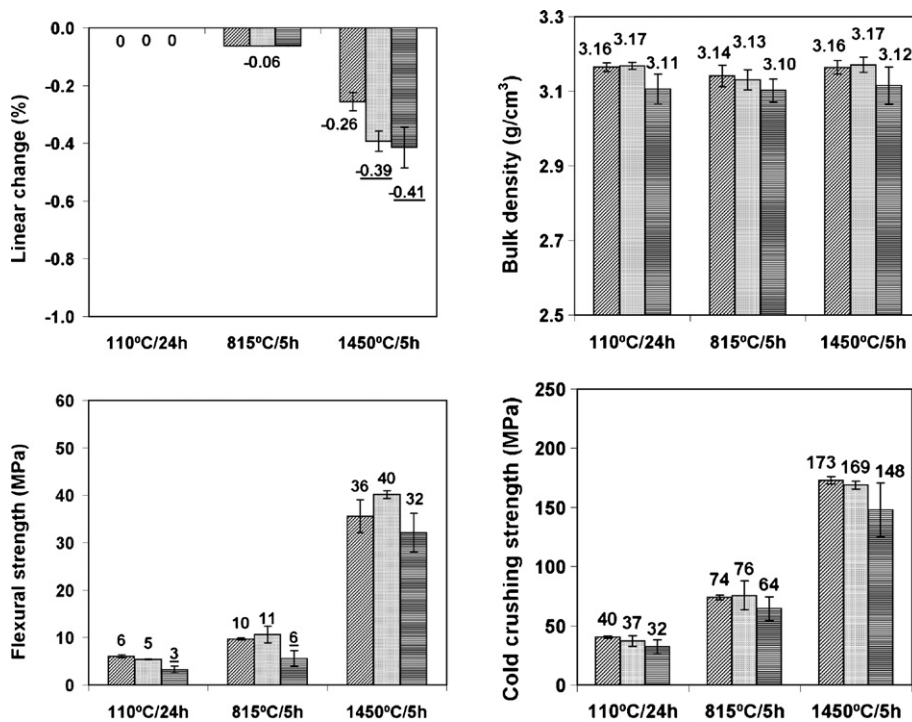 Linear change (%)
0.0
-0.2
-0.4
-0.6
-0.8
-1.0
0 0 0
-0.06
-0.26
-0.39
-0.41
110ºC/24h 815ºC/5h 1450ºC/5h
Bulk density (g/cm³)
3.3
3.1
2.9
2.7
2.5
3.16 3.17 3.11
3.14 3.13 3.10
3.16 3.17 3.12
110ºC/24h 815ºC/5h 1450ºC/5h
Flexural strength (MPa)
60
50
40
30
20
10
0
6 5 3
10 11 6
36 40 32
110ºC/24h 815ºC/5h 1450ºC/5h
Cold crushing strength (MPa)
250
200
150
100
50
0
40 37 32
74 76 64
173 169 148
110ºC/24h 815ºC/5h 1450ºC/5h